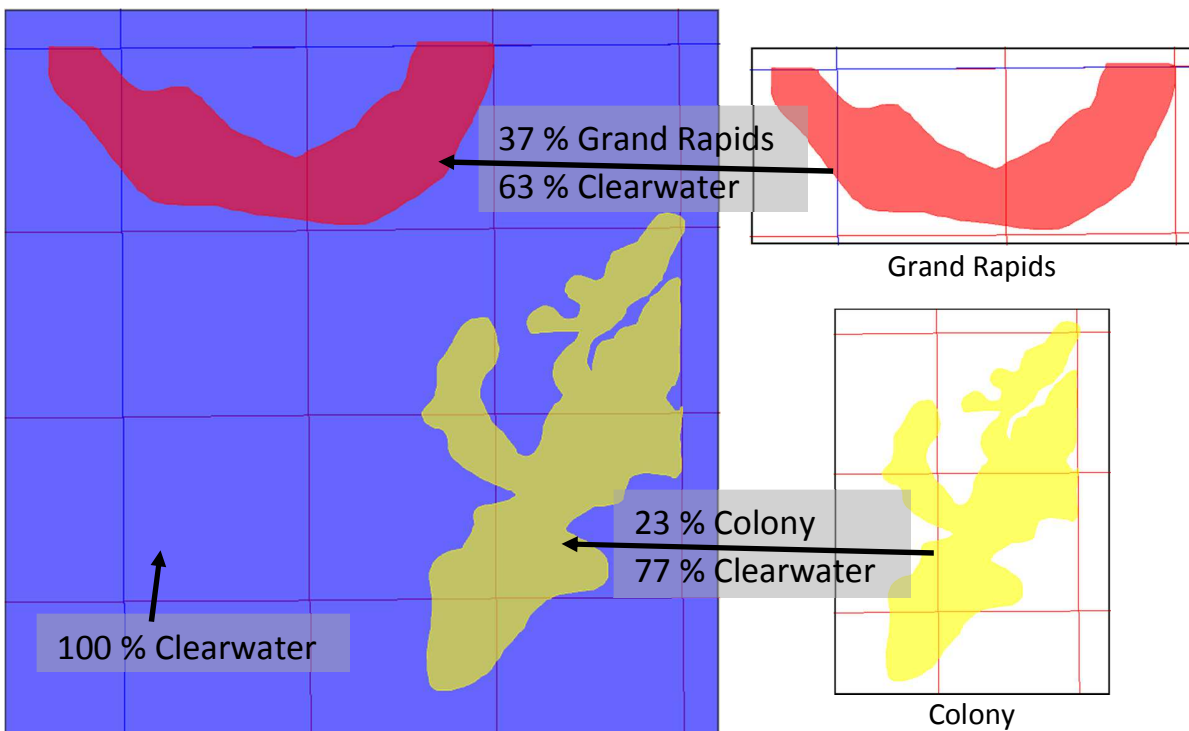 37 % Grand Rapids
63 % Clearwater
Grand Rapids
23 % Colony
77 % Clearwater
100 % Clearwater
Colony